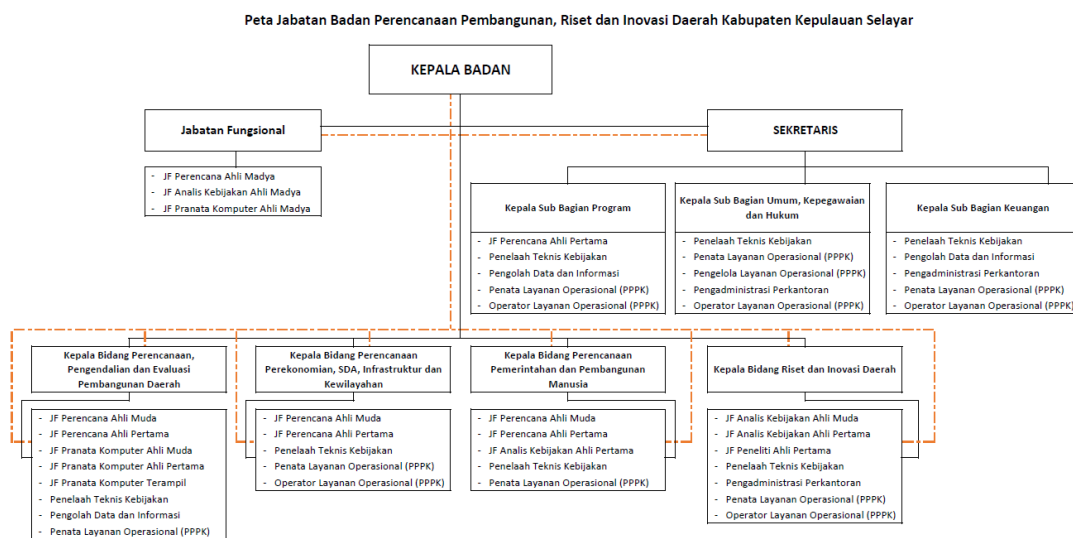 Peta Jabatan Badan Perencanaan Pembangunan, Riset dan Inovasi Daerah Kabupaten Kepulauan Selayar
KEPALA BADAN
Jabatan Fungsional
SEKRETARIS
- JF Perencana Ahli Madya
- JF Analis Kebijakan Ahli Madya
- JF Pranata Komputer Ahli Madya
Kepala Sub Bagian Program
- JF Perencana Ahli Pertama
- Penelaah Teknis Kebijakan
- Pengolah Data dan Informasi
- Penata Layanan Operasional (PPPK)
- Operator Layanan Operasional (PPPK)
Kepala Sub Bagian Umum, Kepegawaian
dan Hukum
- Penelaah Teknis Kebijakan
- Penata Layanan Operasional (PPPK)
- Pengelola Layanan Operasional (PPPK)
- Pengadministrasi Perkantoran
- Operator Layanan Operasional (PPPK)
Kepala Sub Bagian Keuangan
- Penelaah Teknis Kebijakan
- Pengolah Data dan Informasi
- Pengadministrasi Perkantoran
- Penata Layanan Operasional (PPPK)
- Operator Layanan Operasional (PPPK)
Kepala Bidang Perencanaan,
Pengendalian dan Evaluasi
Pembangunan Daerah
- JF Perencana Ahli Muda
- JF Perencana Ahli Pertama
- JF Pranata Komputer Ahli Muda
- JF Pranata Komputer Ahli Pertama
- JF Pranata Komputer Terampil
- Penelaah Teknis Kebijakan
- Pengolah Data dan Informasi
- Penata Layanan Operasional (PPPK)
Kepala Bidang Perencanaan
Perekonomian, SDA, Infrastruktur dan
Kewilayahan
- JF Perencana Ahli Muda
- JF Perencana Ahli Pertama
- Penelaah Teknis Kebijakan
- Penata Layanan Operasional (PPPK)
- Operator Layanan Operasional (PPPK)
Kepala Bidang Perencanaan
Pemerintahan dan Pembangunan
Manusia
- JF Perencana Ahli Muda
- JF Perencana Ahli Pertama
- JF Analis Kebijakan Ahli Pertama
- Penelaah Teknis Kebijakan
- Penata Layanan Operasional (PPPK)
Kepala Bidang Riset dan Inovasi Daerah
- JF Analis Kebijakan Ahli Muda
- JF Analis Kebijakan Ahli Pertama
- JF Peneliti Ahli Pertama
- Penelaah Teknis Kebijakan
- Pengadministrasi Perkantoran
- Penata Layanan Operasional (PPPK)
- Operator Layanan Operasional (PPPK)